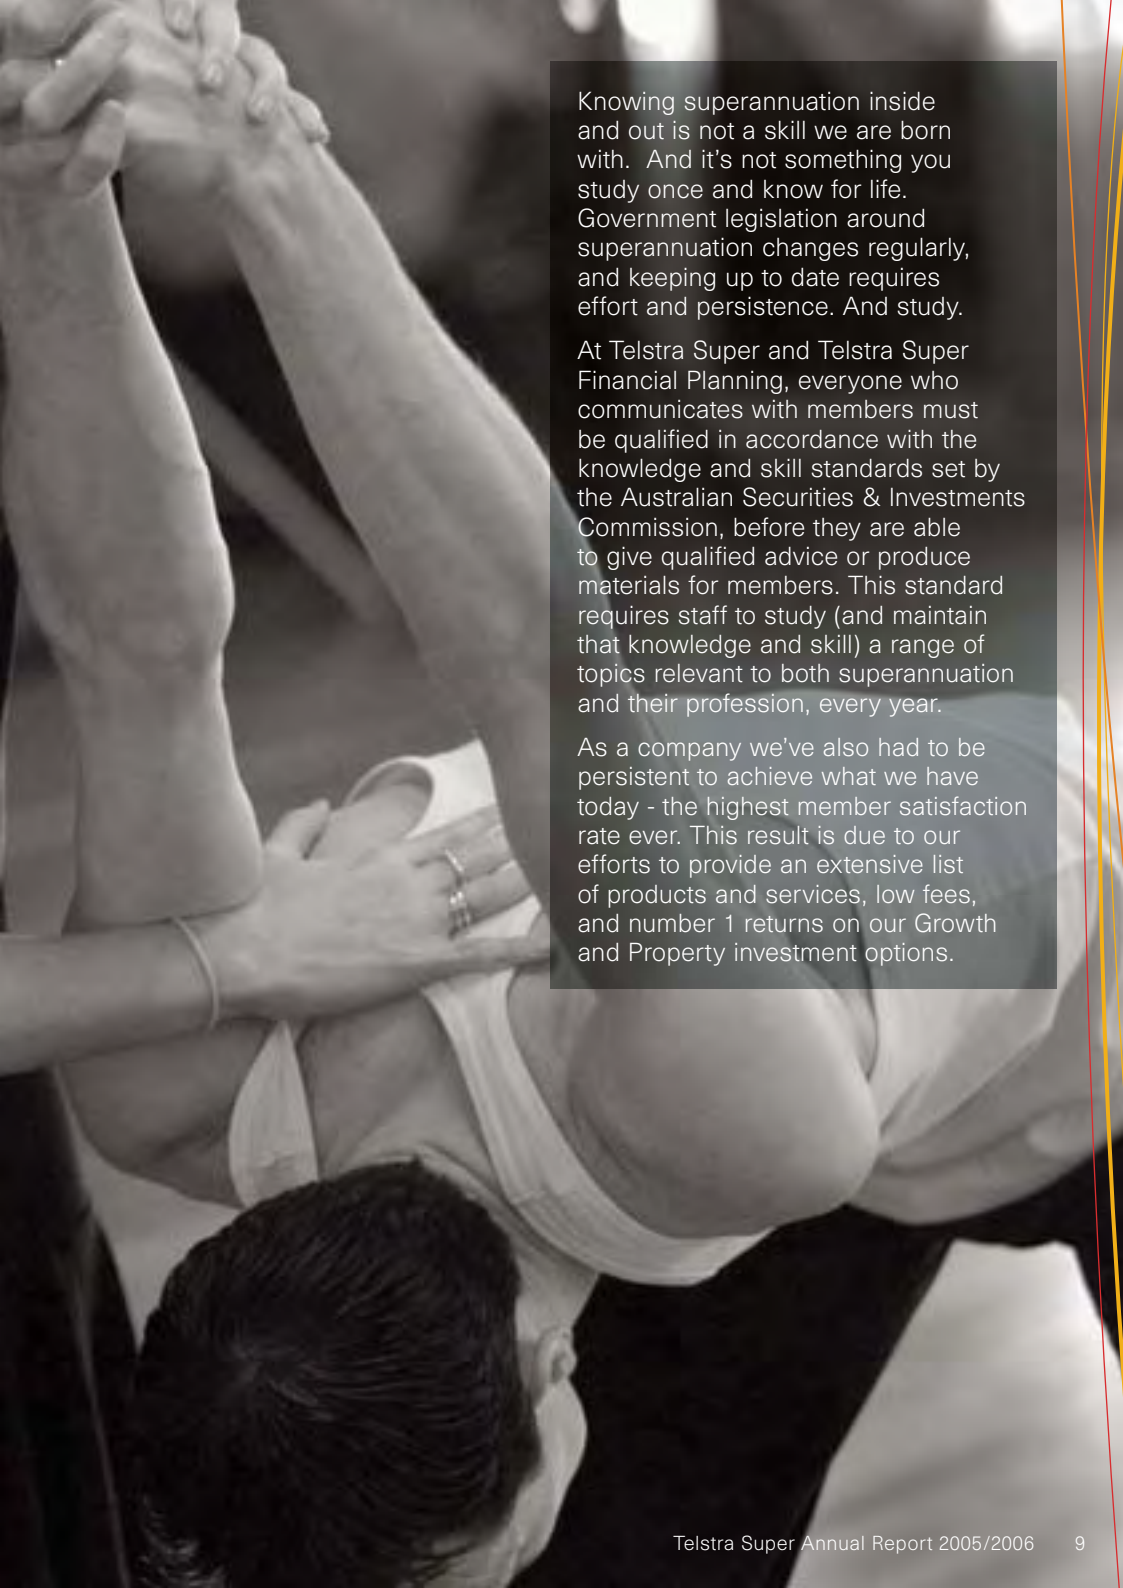 Knowing superannuation inside
and out is not a skill we are born
with.  And it's not something you
study once and know for life.
Government legislation around
superannuation changes regularly,
and keeping up to date requires
effort and persistence. And study.
At Telstra Super and Telstra Super
Financial Planning, everyone who
communicates with members must
be qualified in accordance with the
knowledge and skill standards set by
the Australian Securities & Investments
Commission, before they are able
to give qualified advice or produce
materials for members. This standard
requires staff to study (and maintain
that knowledge and skill) a range of
topics relevant to both superannuation
and their profession, every year.
As a company we've also had to be
persistent to achieve what we have
today - the highest member satisfaction
rate ever. This result is due to our
efforts to provide an extensive list
of products and services, low fees,
and number 1 returns on our Growth
and Property investment options.
Telstra Super Annual Report 2005/2006 9